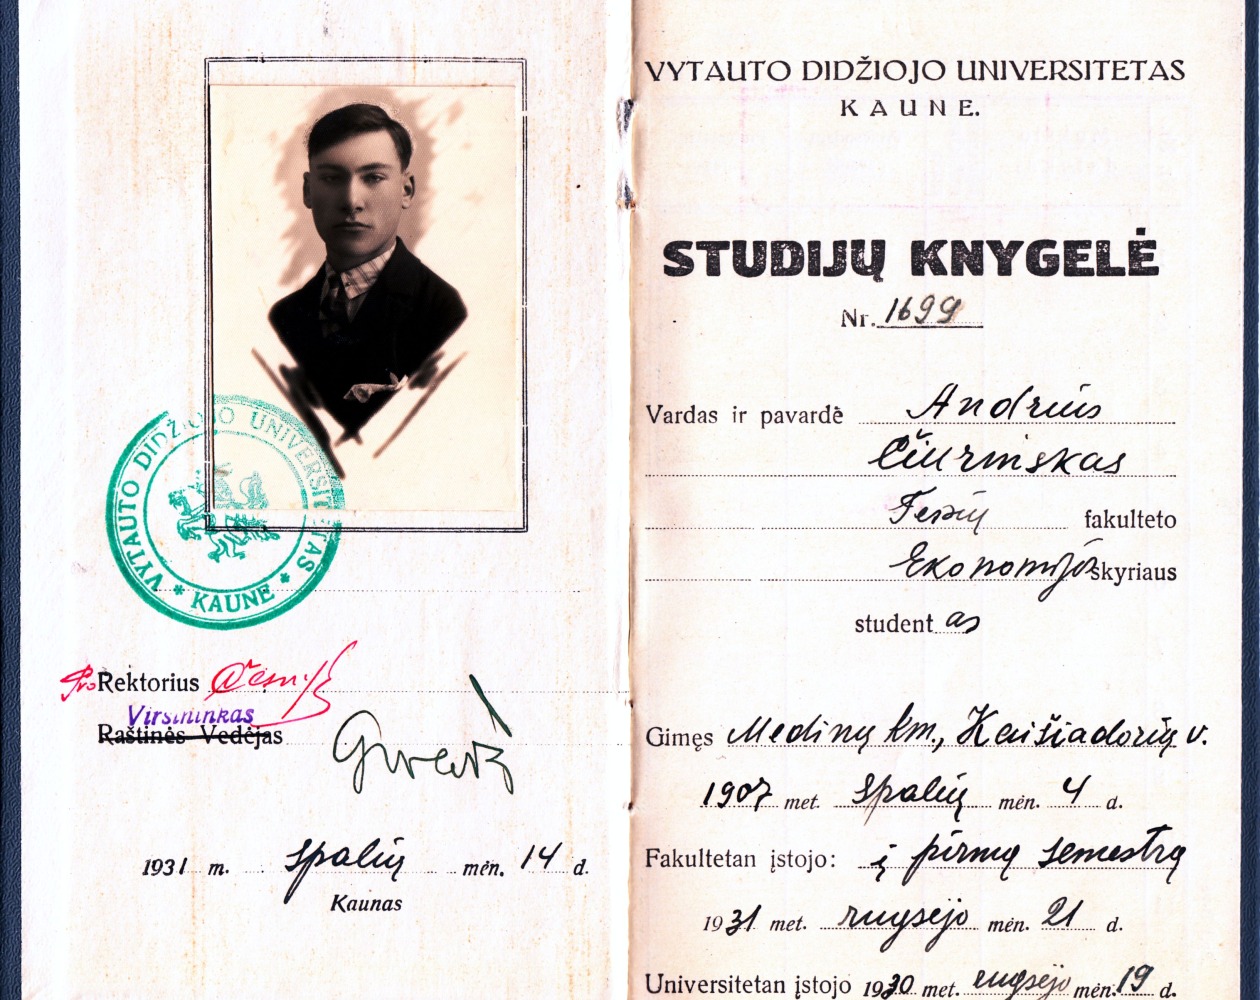 VYTAUTO DIDŽIOJO UNIVERSITETAS
* KAUNE *
Pro Rektorius
Viršininkas
Raštinės Vedėjas
1931 m. spalių mėn. 14 d.
Kaunas
VYTAUTO DIDŽIOJO UNIVERSITETAS
KAUNE.
STUDIJŲ KNYGELĖ
Nr. 1699
Vardas ir pavardė Andrius
Čiurinskas
Teisių fakulteto
Ekonomijos skyriaus
student as
Gimęs Medinų km., Kaišiadorių v.
1907 met. spalių mėn. 4 d.
Fakultetan įstojo: į pirmą semestrą
1931 met. rugsėjo mėn. 21 d.
Universitetan įstojo 1930 met. rugsėjo mėn. 19 d.